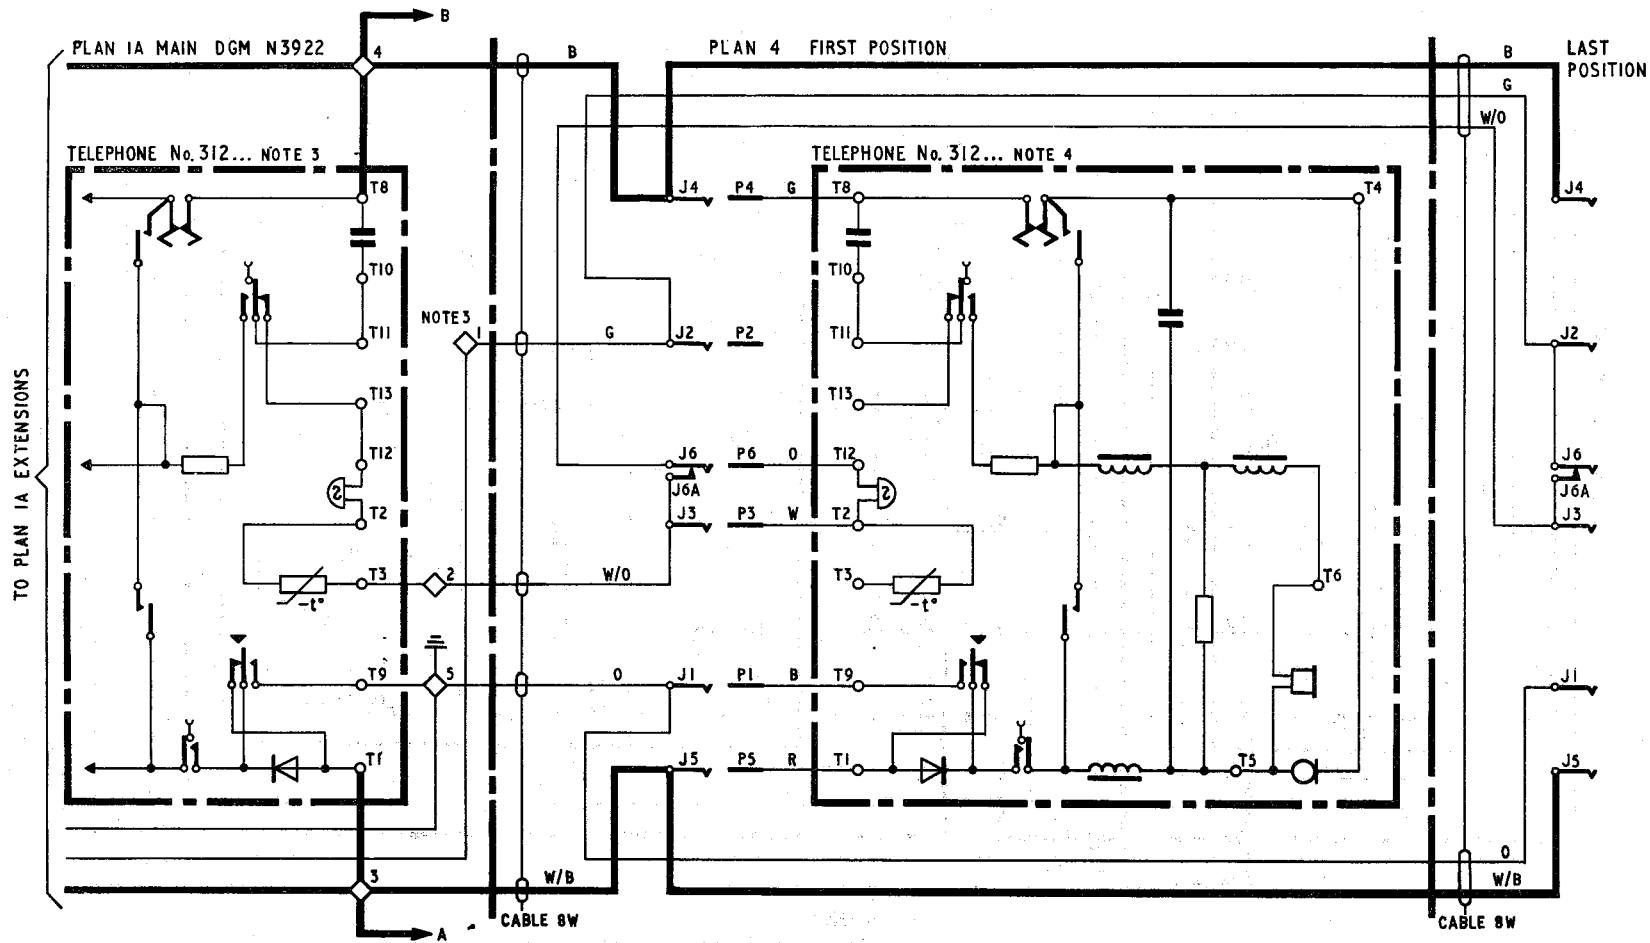 B
PLAN 1A MAIN DGM N3922
4
B
PLAN 4 FIRST POSITION
B
LAST
POSITION
G
W/O
TELEPHONE No. 312... NOTE 3
TELEPHONE No. 312... NOTE 4
T8
J4
P4
G
T8
T4
J4
T10
T10
NOTE 3
1
T11
G
J2
P2
T11
J2
T13
T13
TO PLAN 1A EXTENSIONS
T12
J6
P6
O
T12
J6
J6A
J6A
T2
J3
P3
W
T2
J3
T3
2
W/O
T3
T6
-t°
-t°
T9
5
O
J1
P1
B
T9
J1
T1
J5
P5
R
T1
T5
J5
O
3
W/B
W/B
CABLE 8W
CABLE 8W
A